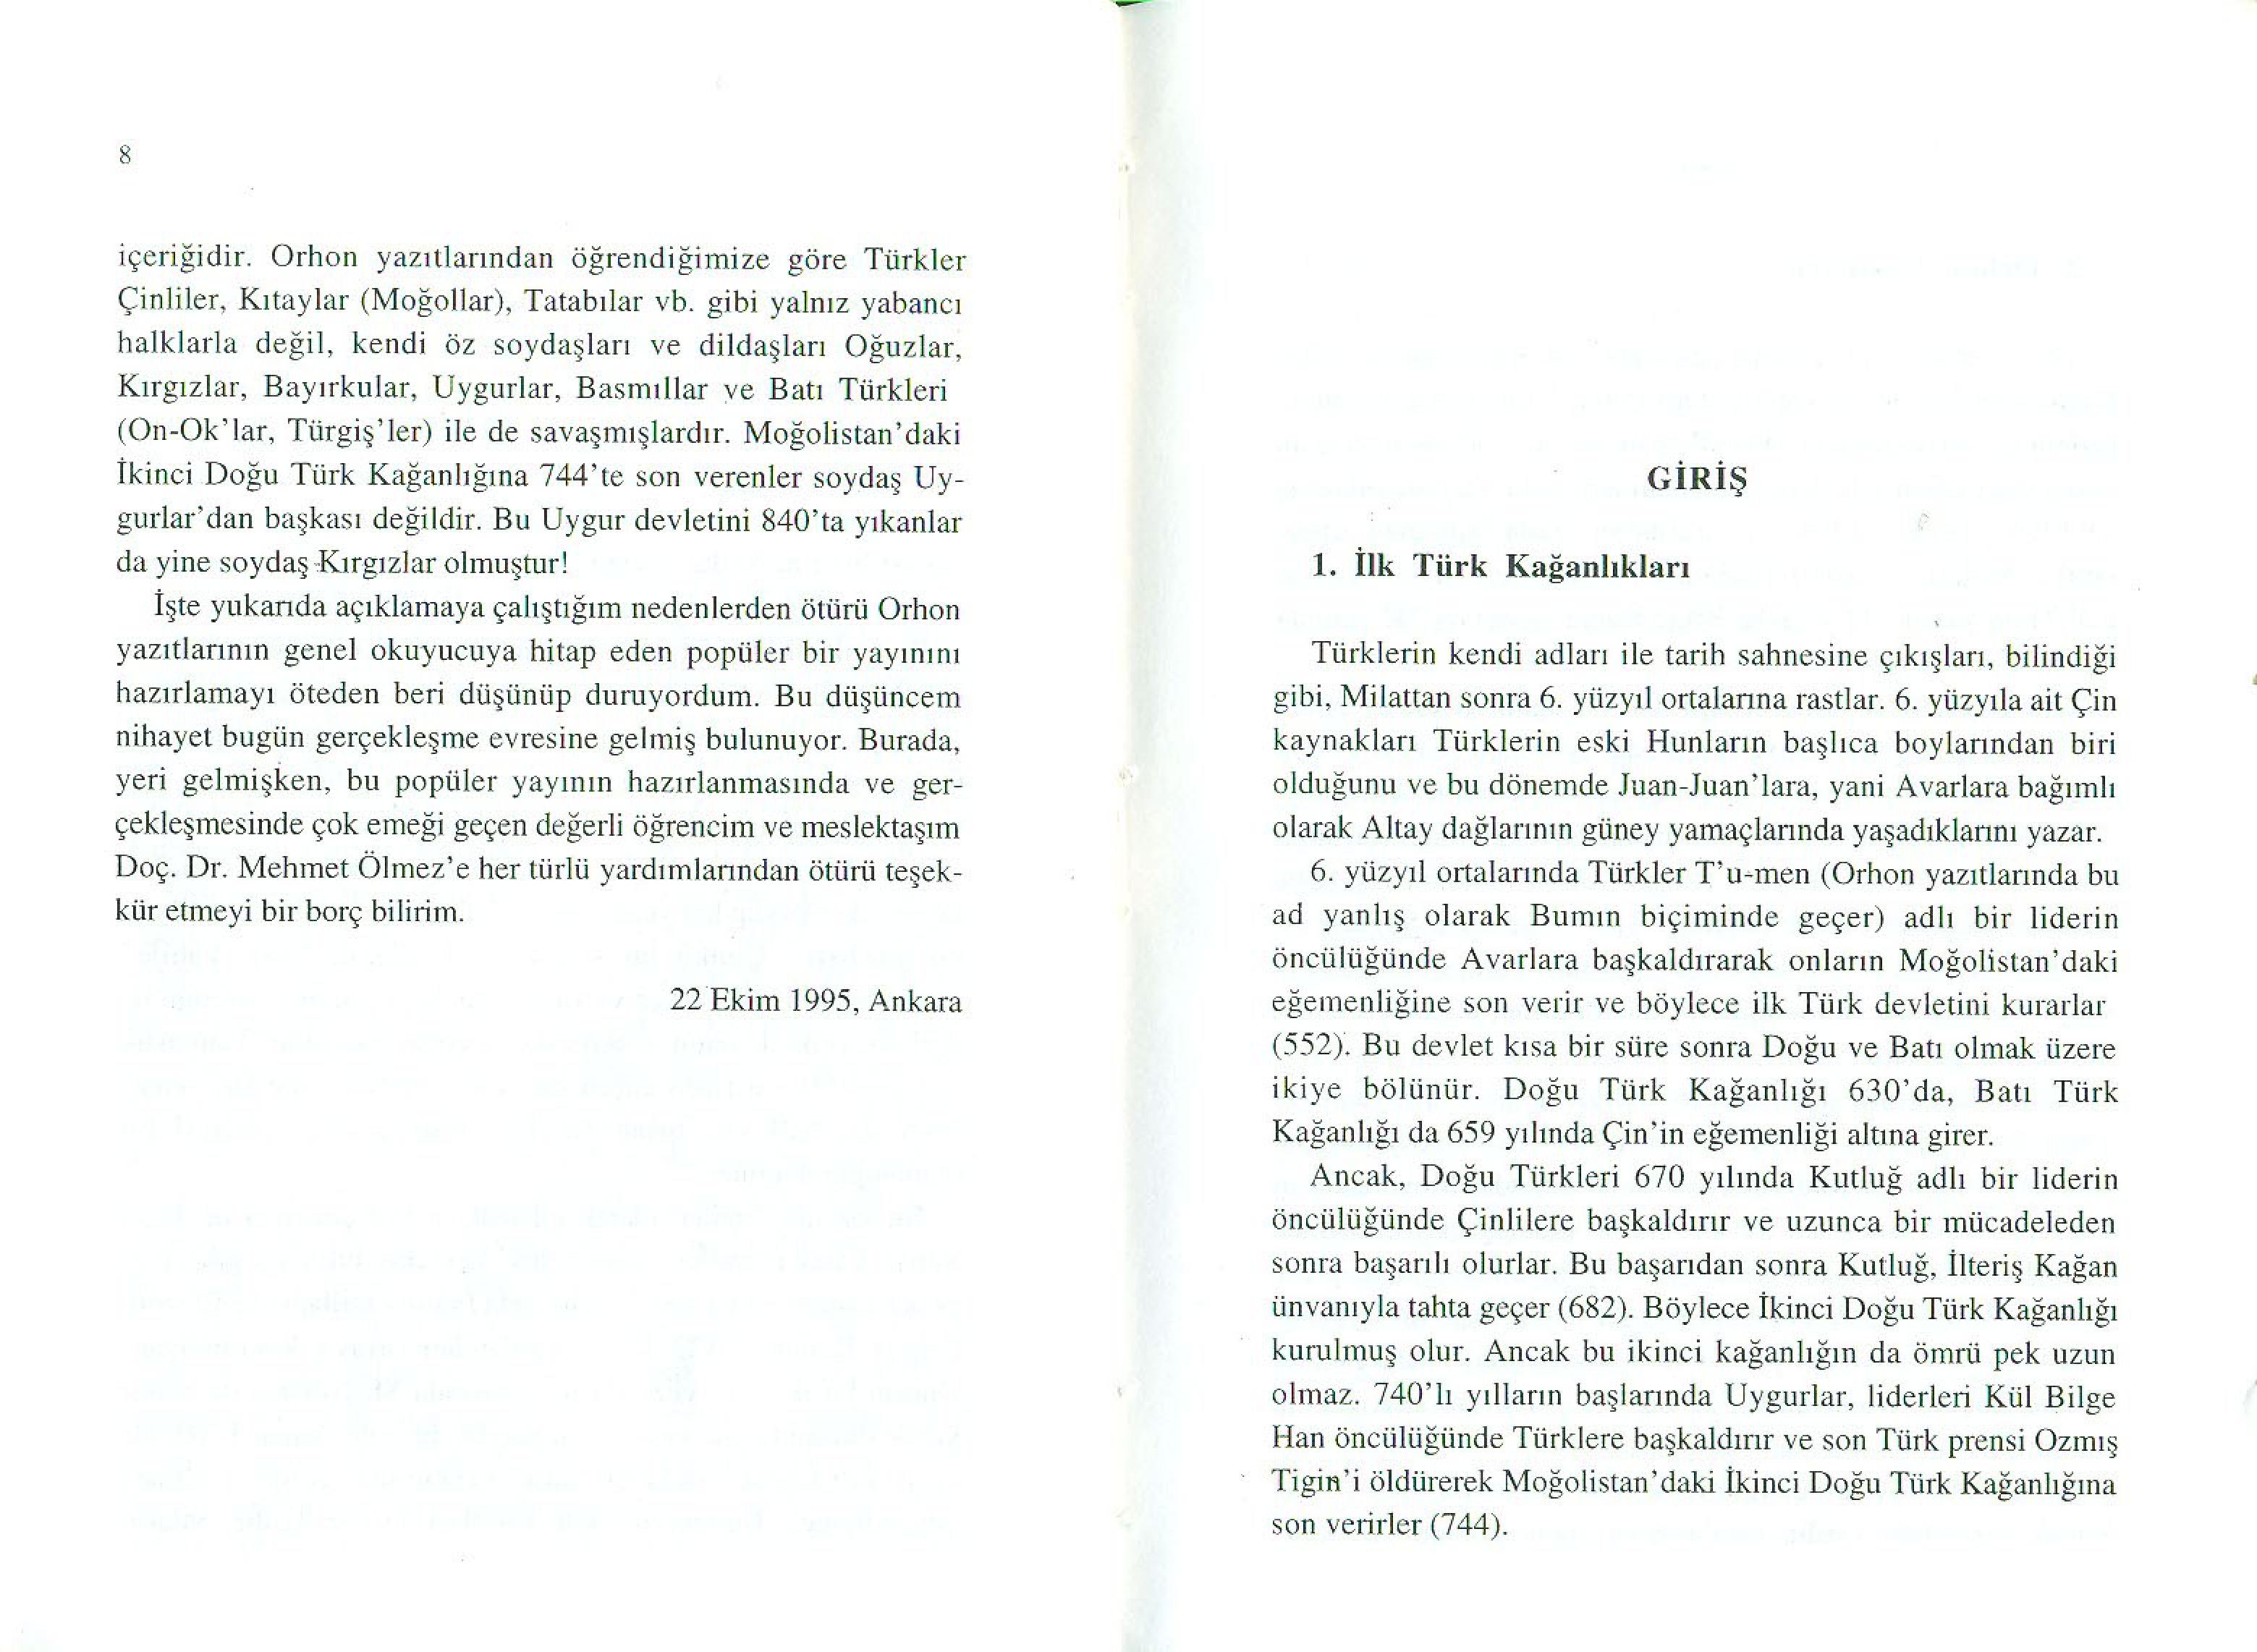 8
içeriğidir. Orhon yazıtlarından öğrendiğimize göre Türkler
Çinliler, Kıtaylar (Moğollar), Tatabılar vb. gibi yalnız yabancı
halklarla değil, kendi öz soydaşları ve dildaşları Oğuzlar,
Kırgızlar, Bayırkular, Uygurlar, Basmıllar ve Batı Türkleri
(On-Ok'lar, Türgiş'ler) ile de savaşmışlardır. Moğolistan'daki
İkinci Doğu Türk Kağanlığına 744'te son verenler soydaş Uy-
gurlar'dan başkası değildir. Bu Uygur devletini 840'ta yıkanlar
da yine soydaş Kırgızlar olmuştur!
İşte yukarıda açıklamaya çalıştığım nedenlerden ötürü Orhon
yazıtlarının genel okuyucuya hitap eden popüler bir yayınını
hazırlamayı öteden beri düşünüp duruyordum. Bu düşüncem
nihayet bugün gerçekleşme evresine gelmiş bulunuyor. Burada,
yeri gelmişken, bu popüler yayının hazırlanmasında ve ger-
çekleşmesinde çok emeği geçen değerli öğrencim ve meslektaşım
Doç. Dr. Mehmet Ölmez'e her türlü yardımlarından ötürü teşek-
kür etmeyi bir borç bilirim.
22 Ekim 1995, Ankara
GİRİŞ
1. İlk Türk Kağanlıkları
Türklerin kendi adları ile tarih sahnesine çıkışları, bilindiği
gibi, Milattan sonra 6. yüzyıl ortalarına rastlar. 6. yüzyıla ait Çin
kaynakları Türklerin eski Hunların başlıca boylarından biri
olduğunu ve bu dönemde Juan-Juan'lara, yani Avarlara bağımlı
olarak Altay dağlarının güney yamaçlarında yaşadıklarını yazar.
6. yüzyıl ortalarında Türkler T'u-men (Orhon yazıtlarında bu
ad yanlış olarak Bumın biçiminde geçer) adlı bir liderin
öncülüğünde Avarlara başkaldırarak onların Moğolistan'daki
eğemenliğine son verir ve böylece ilk Türk devletini kurarlar
(552). Bu devlet kısa bir süre sonra Doğu ve Batı olmak üzere
ikiye bölünür. Doğu Türk Kağanlığı 630'da, Batı Türk
Kağanlığı da 659 yılında Çin'in eğemenliği altına girer.
Ancak, Doğu Türkleri 670 yılında Kutluğ adlı bir liderin
öncülüğünde Çinlilere başkaldırır ve uzunca bir mücadeleden
sonra başarılı olurlar. Bu başarıdan sonra Kutluğ, İlteriş Kağan
ünvanıyla tahta geçer (682). Böylece İkinci Doğu Türk Kağanlığı
kurulmuş olur. Ancak bu ikinci kağanlığın da ömrü pek uzun
olmaz. 740'lı yılların başlarında Uygurlar, liderleri Kül Bilge
Han öncülüğünde Türklere başkaldırır ve son Türk prensi Ozmış
Tigin'i öldürerek Moğolistan'daki İkinci Doğu Türk Kağanlığına
son verirler (744).